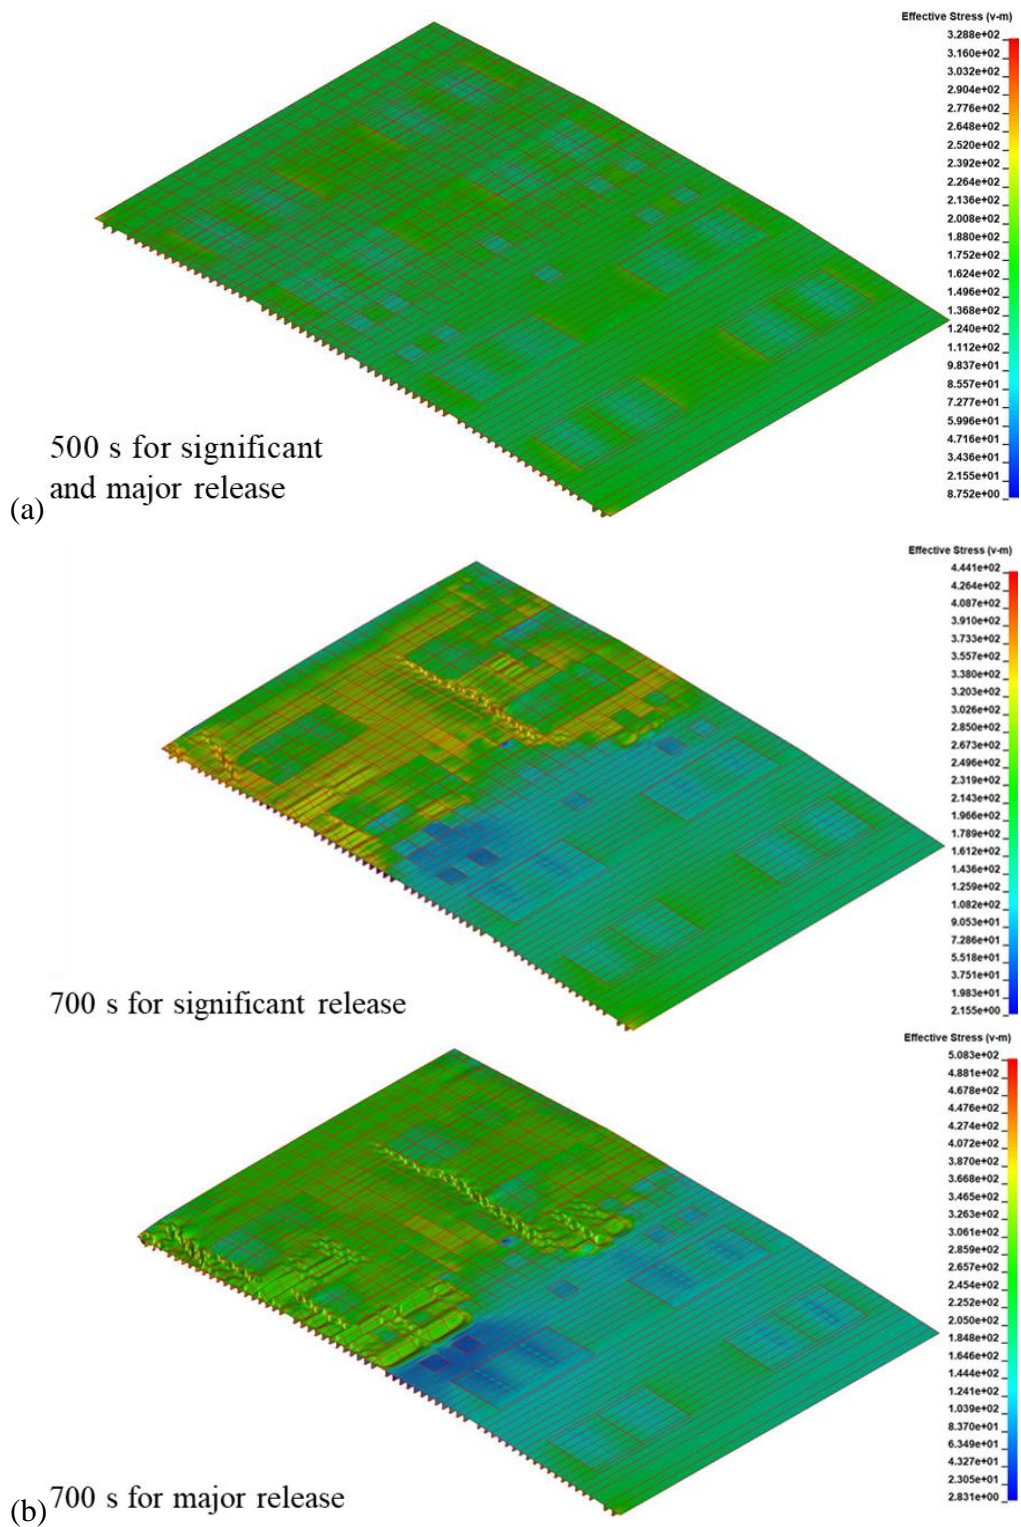 Effective Stress (v-m)
3.288e+02
3.160e+02
3.032e+02
2.904e+02
2.776e+02
2.648e+02
2.520e+02
2.392e+02
2.264e+02
2.136e+02
2.008e+02
1.880e+02
1.752e+02
1.624e+02
1.496e+02
1.368e+02
1.240e+02
1.112e+02
9.837e+01
8.557e+01
7.277e+01
5.996e+01
4.716e+01
3.436e+01
2.155e+01
8.752e+00
500 s for significant
and major release
(a)
Effective Stress (v-m)
4.441e+02
4.264e+02
4.087e+02
3.910e+02
3.733e+02
3.557e+02
3.380e+02
3.203e+02
3.026e+02
2.850e+02
2.673e+02
2.496e+02
2.319e+02
2.143e+02
1.966e+02
1.789e+02
1.612e+02
1.436e+02
1.259e+02
1.082e+02
9.053e+01
7.286e+01
5.518e+01
3.751e+01
1.983e+01
2.155e+00
700 s for significant release
Effective Stress (v-m)
5.083e+02
4.881e+02
4.678e+02
4.476e+02
4.274e+02
4.072e+02
3.870e+02
3.668e+02
3.465e+02
3.263e+02
3.061e+02
2.859e+02
2.657e+02
2.454e+02
2.252e+02
2.050e+02
1.848e+02
1.646e+02
1.444e+02
1.241e+02
1.039e+02
8.370e+01
6.349e+01
4.327e+01
2.305e+01
2.831e+00
700 s for major release
(b)